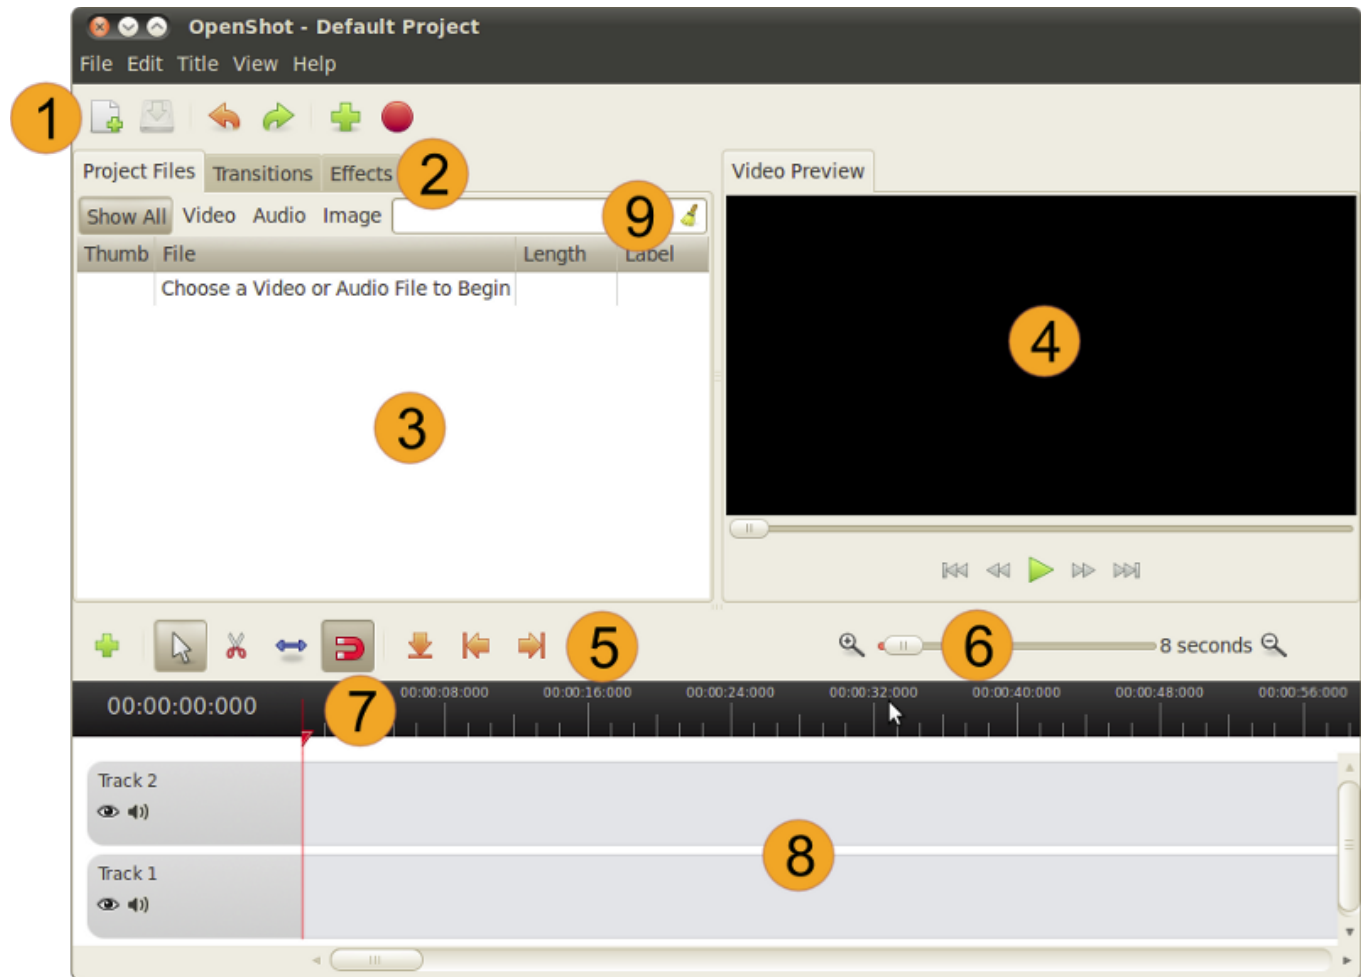 OpenShot - Default Project
File Edit Title View Help
1
Project Files Transitions Effects 2 Video Preview
Show All Video Audio Image 9
Thumb File Length Label
Choose a Video or Audio File to Begin
4
3
5 6 8 seconds
00:00:00:000 7 00:00:08:000 00:00:16:000 00:00:24:000 00:00:32:000 00:00:40:000 00:00:48:000 00:00:56:000
Track 2
8
Track 1